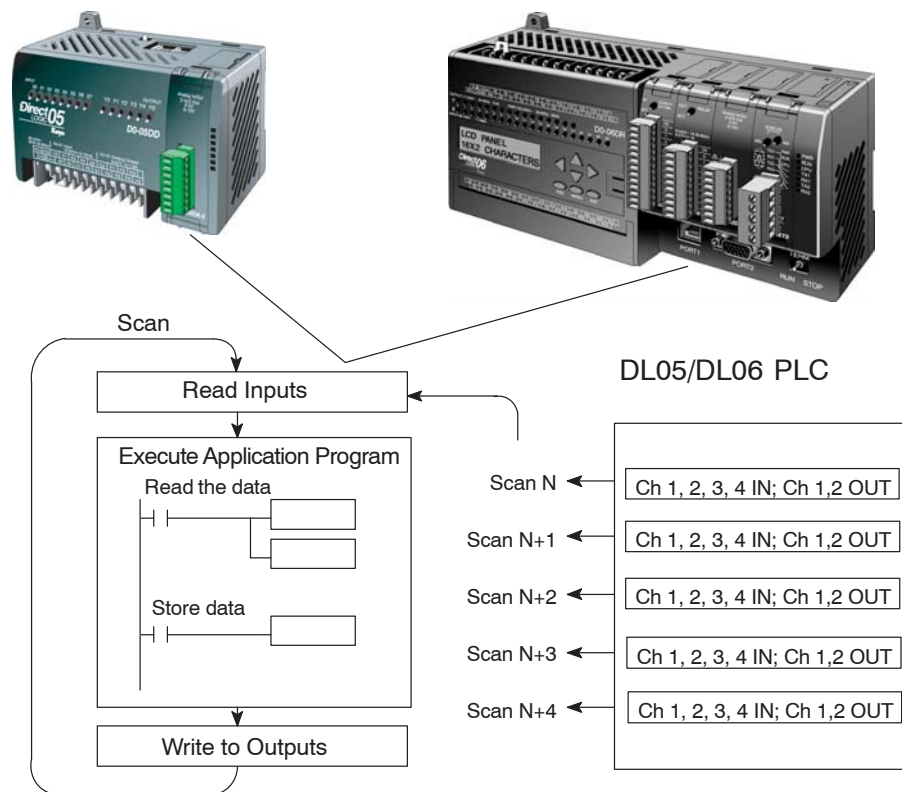 INPUT
OUTPUT
Direct 05
LOGIC
Koyo
D0-05DD
LCD PANEL
16X2 CHARACTERS
Direct 06
D0-06DR
PORT1
PORT2
TERM
RUN STOP
Scan
Read Inputs
Execute Application Program
Read the data
Store data
Write to Outputs
DL05/DL06 PLC
Scan N
Ch 1, 2, 3, 4 IN; Ch 1,2 OUT
Scan N+1
Ch 1, 2, 3, 4 IN; Ch 1,2 OUT
Scan N+2
Ch 1, 2, 3, 4 IN; Ch 1,2 OUT
Scan N+3
Ch 1, 2, 3, 4 IN; Ch 1,2 OUT
Scan N+4
Ch 1, 2, 3, 4 IN; Ch 1,2 OUT